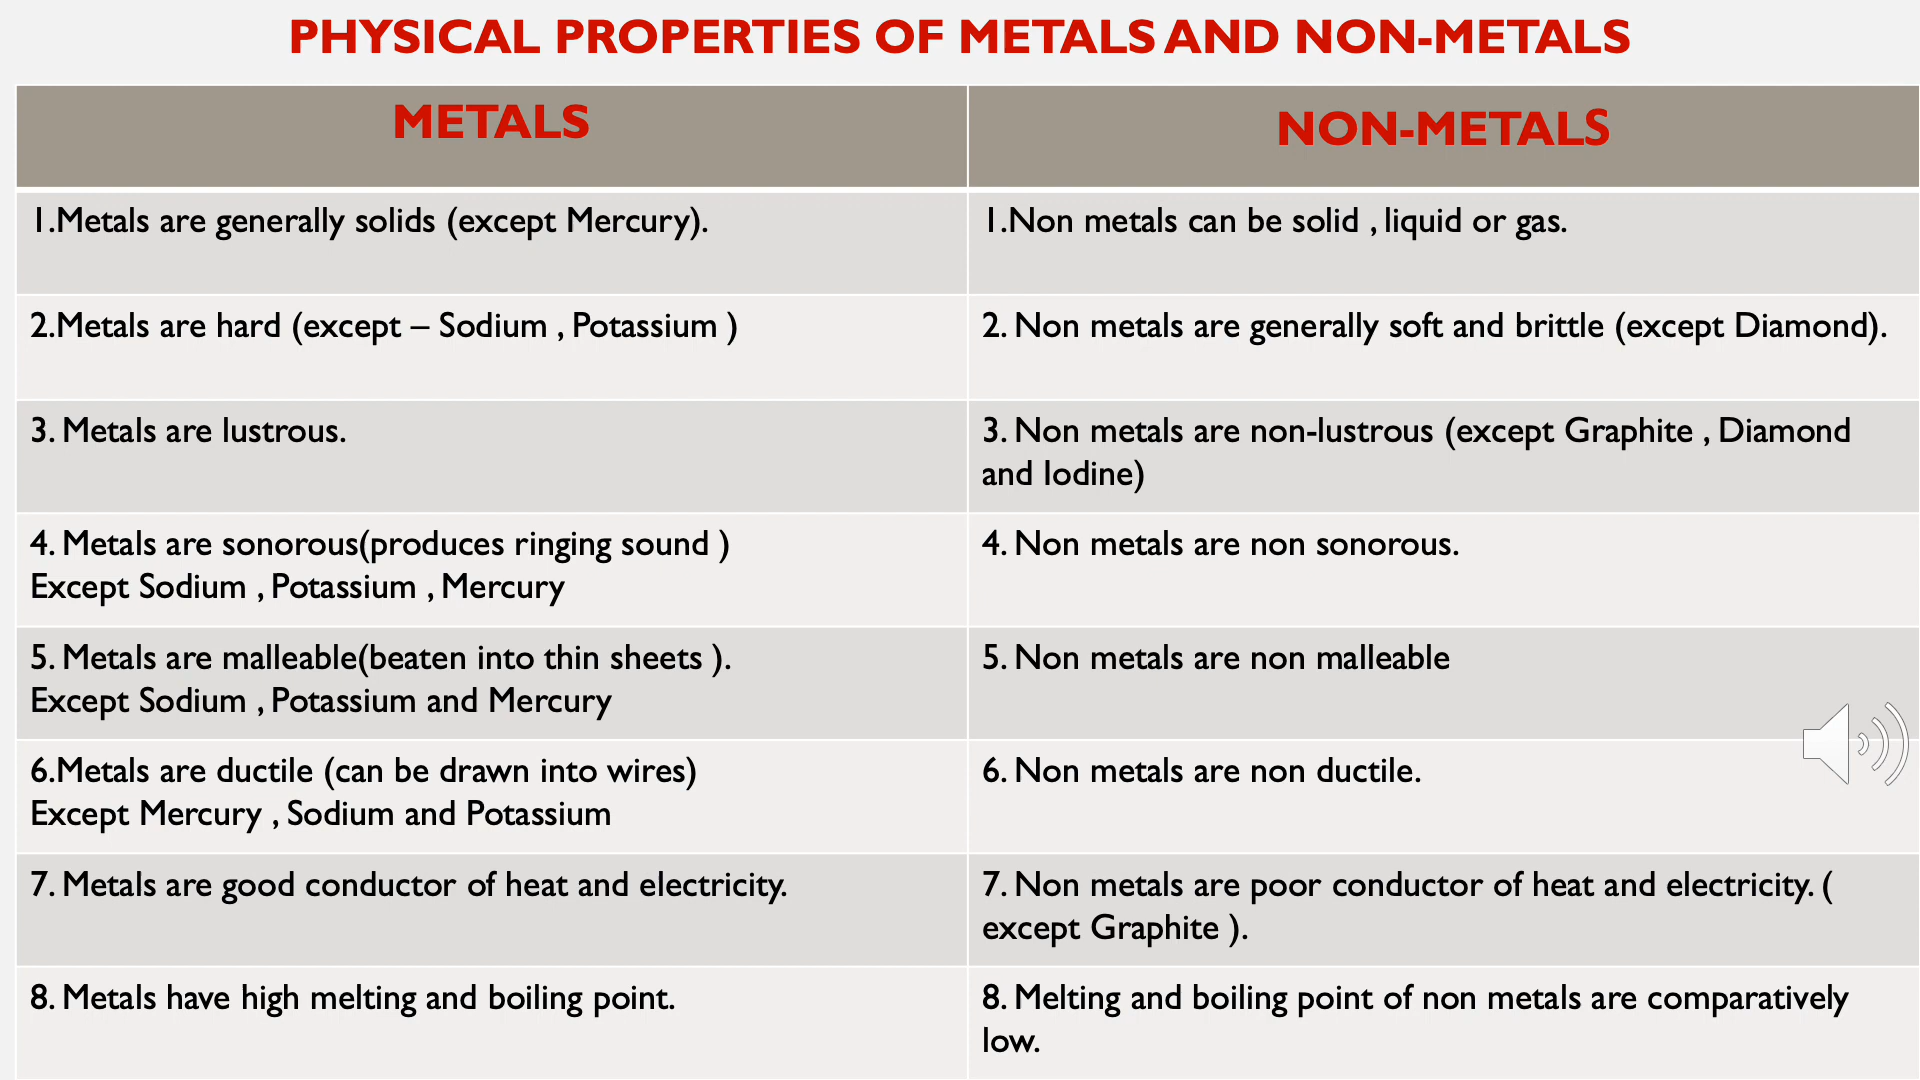 PHYSICAL PROPERTIES OF METALS AND NON-METALS
METALS
NON-METALS
1.Metals are generally solids (except Mercury).
1.Non metals can be solid , liquid or gas.
2.Metals are hard (except – Sodium , Potassium )
2. Non metals are generally soft and brittle (except Diamond).
3. Metals are lustrous.
3. Non metals are non-lustrous (except Graphite , Diamond
and Iodine)
4. Metals are sonorous(produces ringing sound )
Except Sodium , Potassium , Mercury
4. Non metals are non sonorous.
5. Metals are malleable(beaten into thin sheets ).
Except Sodium , Potassium and Mercury
5. Non metals are non malleable
6.Metals are ductile (can be drawn into wires)
Except Mercury , Sodium and Potassium
6. Non metals are non ductile.
7. Metals are good conductor of heat and electricity.
7. Non metals are poor conductor of heat and electricity. (
except Graphite ).
8. Metals have high melting and boiling point.
8. Melting and boiling point of non metals are comparatively
low.